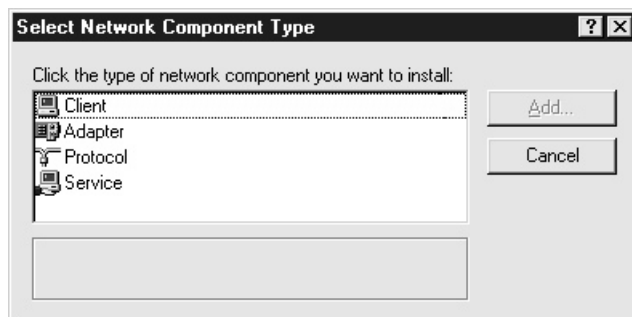 Select Network Component Type
Click the type of network component you want to install:
Client
Adapter
Protocol
Service
Add...
Cancel